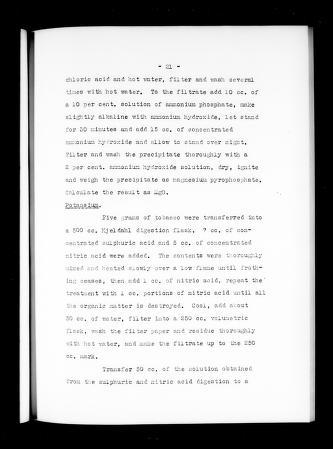 - 21 -
chloric acid and hot water, filter and wash several
times with hot water. To the filtrate add 10 cc. of
a 10 per cent. solution of ammonium phosphate, make
slightly alkaline with ammonium hydroxide, let stand
for 30 minutes and add 15 cc. of concentrated
ammonium hydroxide and allow to stand over night.
Filter and wash the precipitate thoroughly with a
2 per cent. ammonium hydroxide solution, dry, ignite
and weigh the precipitate as magnesium pyrophosphate.
Calculate the result as MgO.
Potassium.
Five grams of tobacco were transferred into
a 500 cc. Kjeldahl digestion flask, 7 cc. of con-
centrated sulphuric acid and 5 cc. of concentrated
nitric acid were added. The contents were thoroughly
mixed and heated slowly over a low flame until froth-
ing ceases, then add 1 cc. of nitric acid, repeat the
treatment with 1 cc. portions of nitric acid until all
the organic matter is destroyed. Cool, add about
50 cc. of water, filter into a 250 cc. volumetric
flask, wash the filter paper and residue thoroughly
with hot water, and make the filtrate up to the 250
cc. mark.
Transfer 50 cc. of the solution obtained
from the sulphuric and nitric acid digestion to a